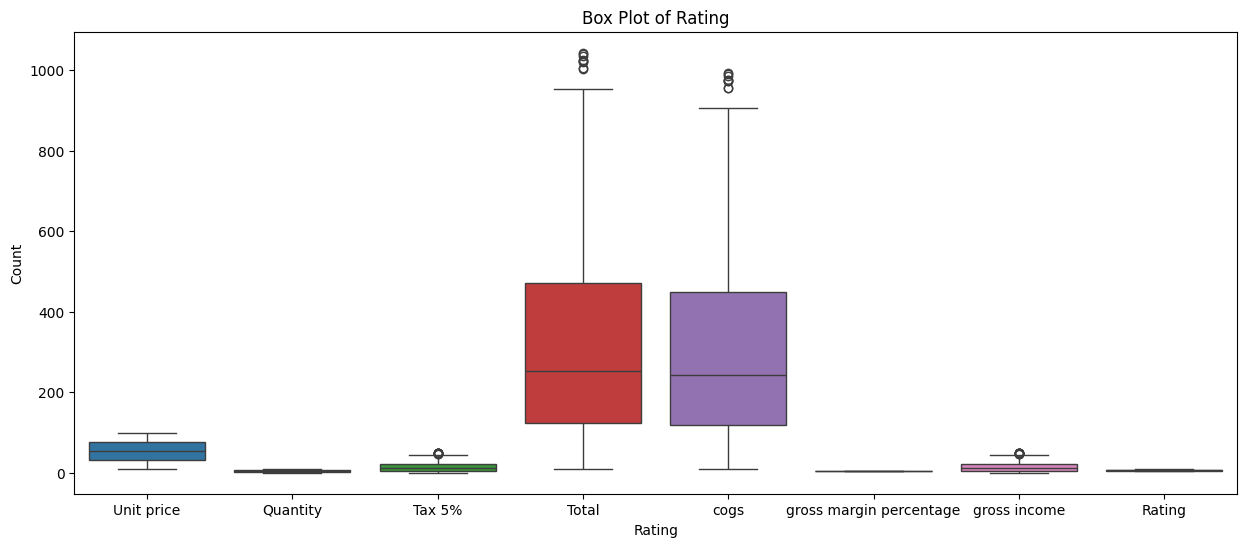 Box Plot of Rating
Count
1000
800
600
400
200
0
Unit price Quantity Tax 5% Total cogs gross margin percentage gross income Rating
Rating